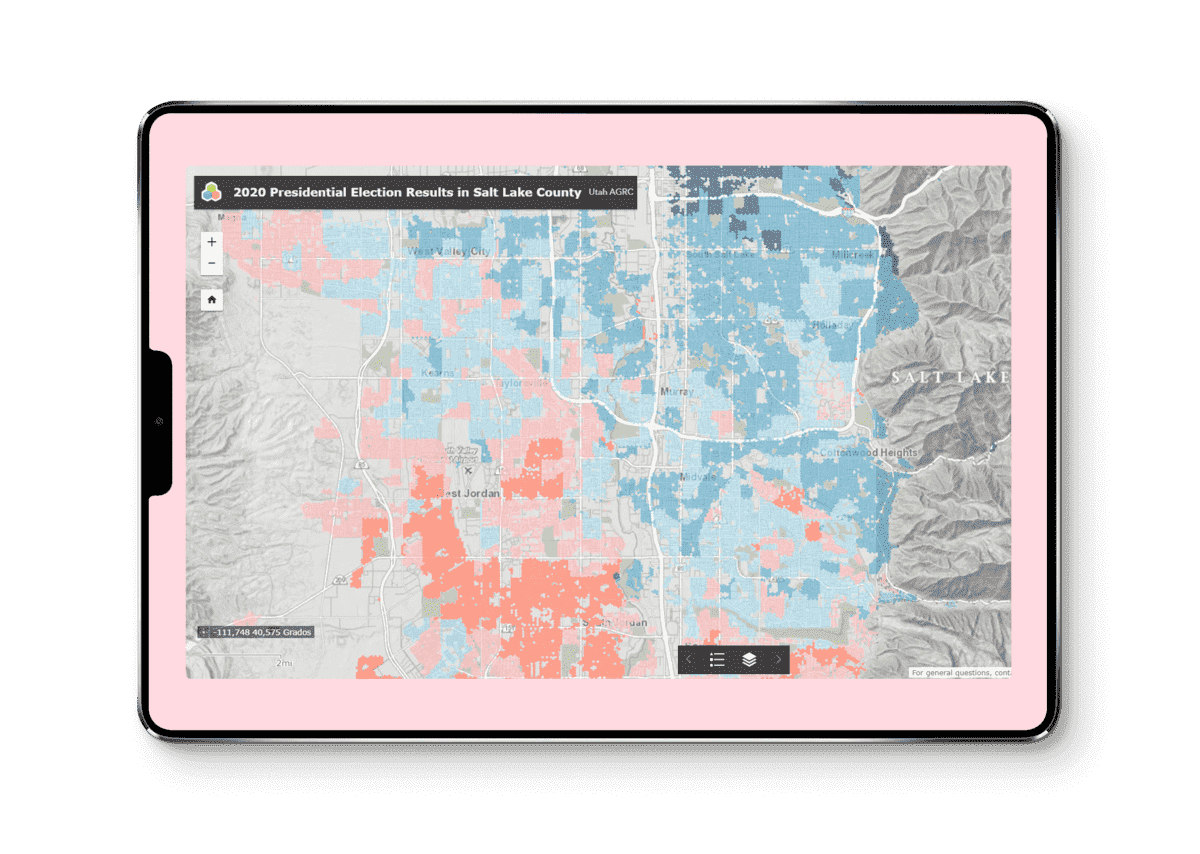 2020 Presidential Election Results in Salt Lake County Utah AGRC
Magna
+
West Valley City
South Salt Lake
Millcreek
−
Holladay
Kearns
Taylorsville
SALT LAKE
Murray
Cottonwood Heights
Midvale
est Jordan
South Jordan
-111,748 40,575 Grados
2mi
For general questions, cont